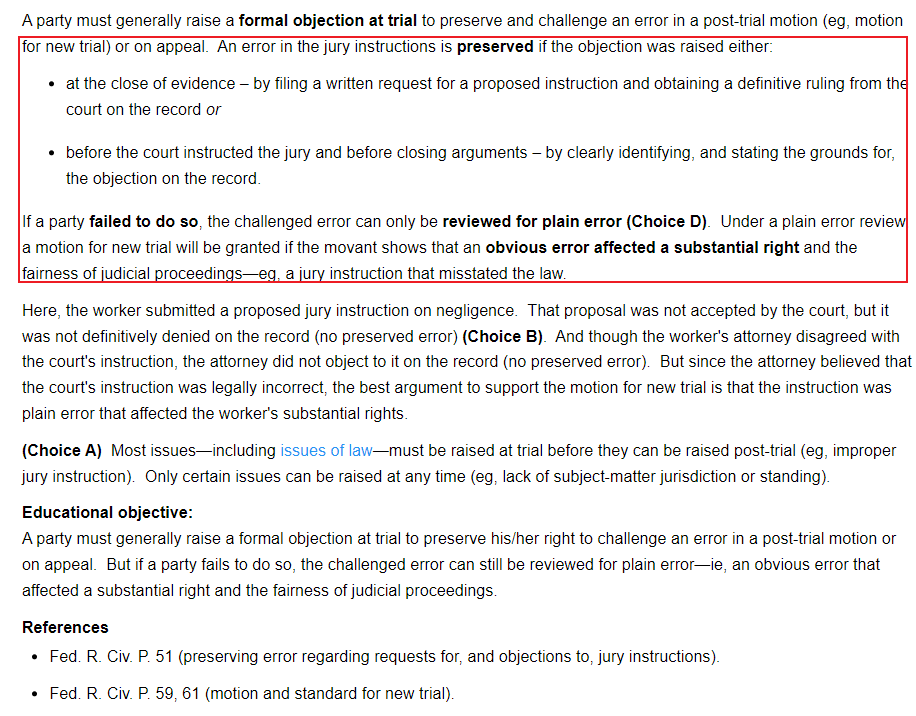 A party must generally raise a formal objection at trial to preserve and challenge an error in a post-trial motion (eg, motion
for new trial) or on appeal. An error in the jury instructions is preserved if the objection was raised either:
• at the close of evidence – by filing a written request for a proposed instruction and obtaining a definitive ruling from the
court on the record or
• before the court instructed the jury and before closing arguments – by clearly identifying, and stating the grounds for,
the objection on the record.
If a party failed to do so, the challenged error can only be reviewed for plain error (Choice D). Under a plain error review
a motion for new trial will be granted if the movant shows that an obvious error affected a substantial right and the
fairness of judicial proceedings—eg, a jury instruction that misstated the law.
Here, the worker submitted a proposed jury instruction on negligence. That proposal was not accepted by the court, but it
was not definitively denied on the record (no preserved error) (Choice B). And though the worker's attorney disagreed with
the court's instruction, the attorney did not object to it on the record (no preserved error). But since the attorney believed that
the court's instruction was legally incorrect, the best argument to support the motion for new trial is that the instruction was
plain error that affected the worker's substantial rights.
(Choice A) Most issues—including issues of law—must be raised at trial before they can be raised post-trial (eg, improper
jury instruction). Only certain issues can be raised at any time (eg, lack of subject-matter jurisdiction or standing).
Educational objective:
A party must generally raise a formal objection at trial to preserve his/her right to challenge an error in a post-trial motion or
on appeal. But if a party fails to do so, the challenged error can still be reviewed for plain error—ie, an obvious error that
affected a substantial right and the fairness of judicial proceedings.
References
• Fed. R. Civ. P. 51 (preserving error regarding requests for, and objections to, jury instructions).
• Fed. R. Civ. P. 59, 61 (motion and standard for new trial).